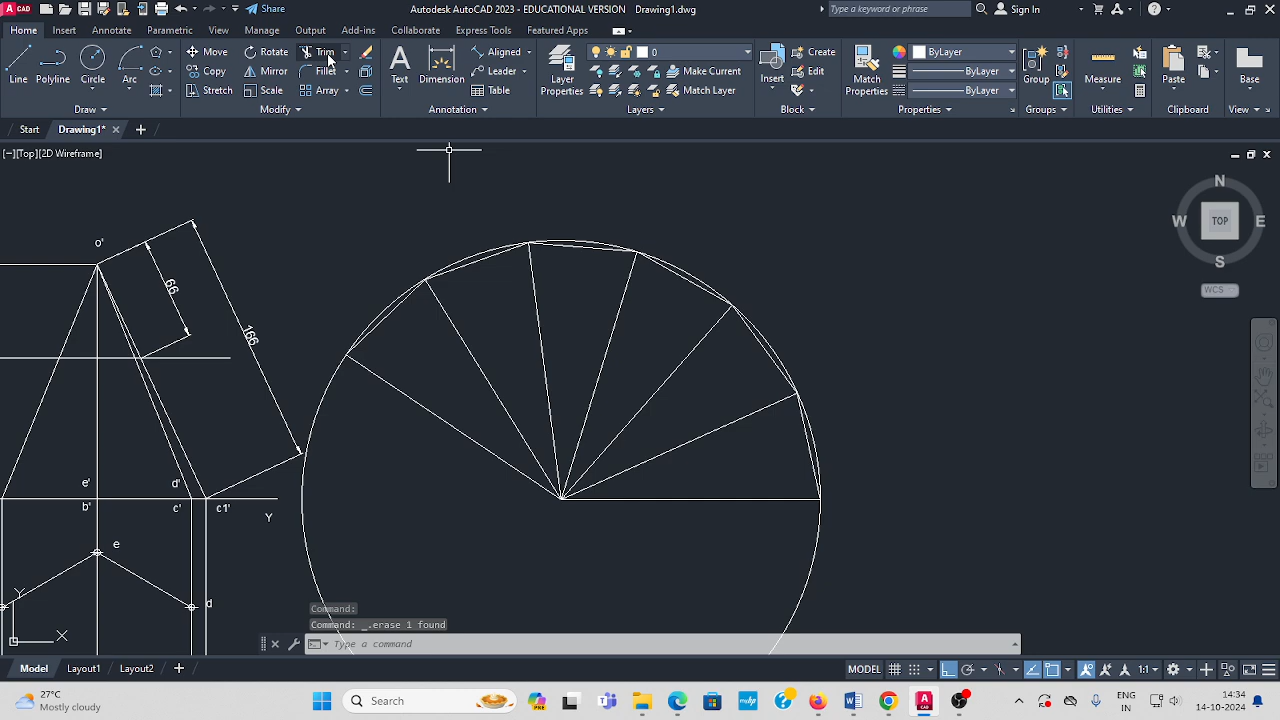 CAD
Share
Autodesk AutoCAD 2023 - EDUCATIONAL VERSION Drawing1.dwg
Type a keyword or phrase
Sign In
Home Insert Annotate Parametric View Manage Output Add-ins Collaborate Express Tools Featured Apps
Line Polyline Circle Arc
Move Rotate Trim
Copy Mirror Fillet
Stretch Scale Array
Text Dimension
Aligned
Leader
Table
Layer Properties
0
Make Current
Match Layer
Insert
Create
Edit
Match Properties
ByLayer
ByLayer
ByLayer
Group
Measure
Paste
Base
Draw Modify Annotation Layers Block Properties Groups Utilities Clipboard View
Start Drawing1*
[−][Top][2D Wireframe]
N
W TOP E
S
WCS
o'
66
166
e' d'
b' c' c1'
Y
e
d
Y
X
Command:
Command: _.erase 1 found
Type a command
Model Layout1 Layout2
MODEL
1:1
27°C
Mostly cloudy
Search
PRE
ENG
IN
14:54
14-10-2024